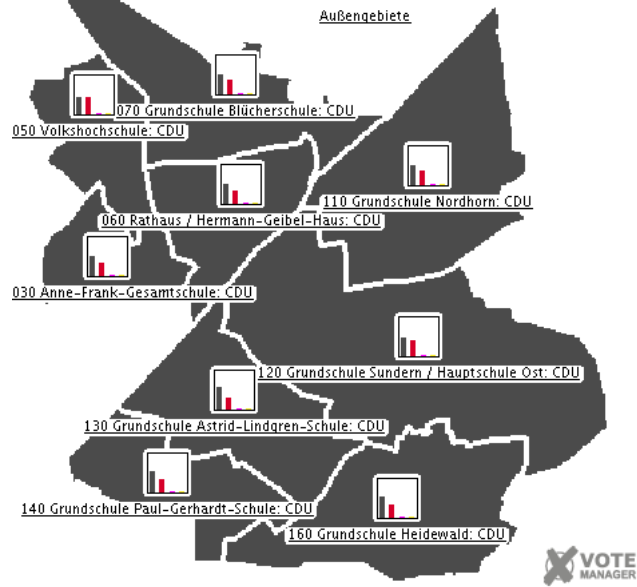 Außengebiete
070 Grundschule Blücherschule: CDU
050 Volkshochschule: CDU
110 Grundschule Nordhorn: CDU
060 Rathaus / Hermann-Geibel-Haus: CDU
030 Anne-Frank-Gesamtschule: CDU
120 Grundschule Sundern / Hauptschule Ost: CDU
130 Grundschule Astrid-Lindgren-Schule: CDU
140 Grundschule Paul-Gerhardt-Schule: CDU
160 Grundschule Heidewald: CDU
VOTE
MANAGER